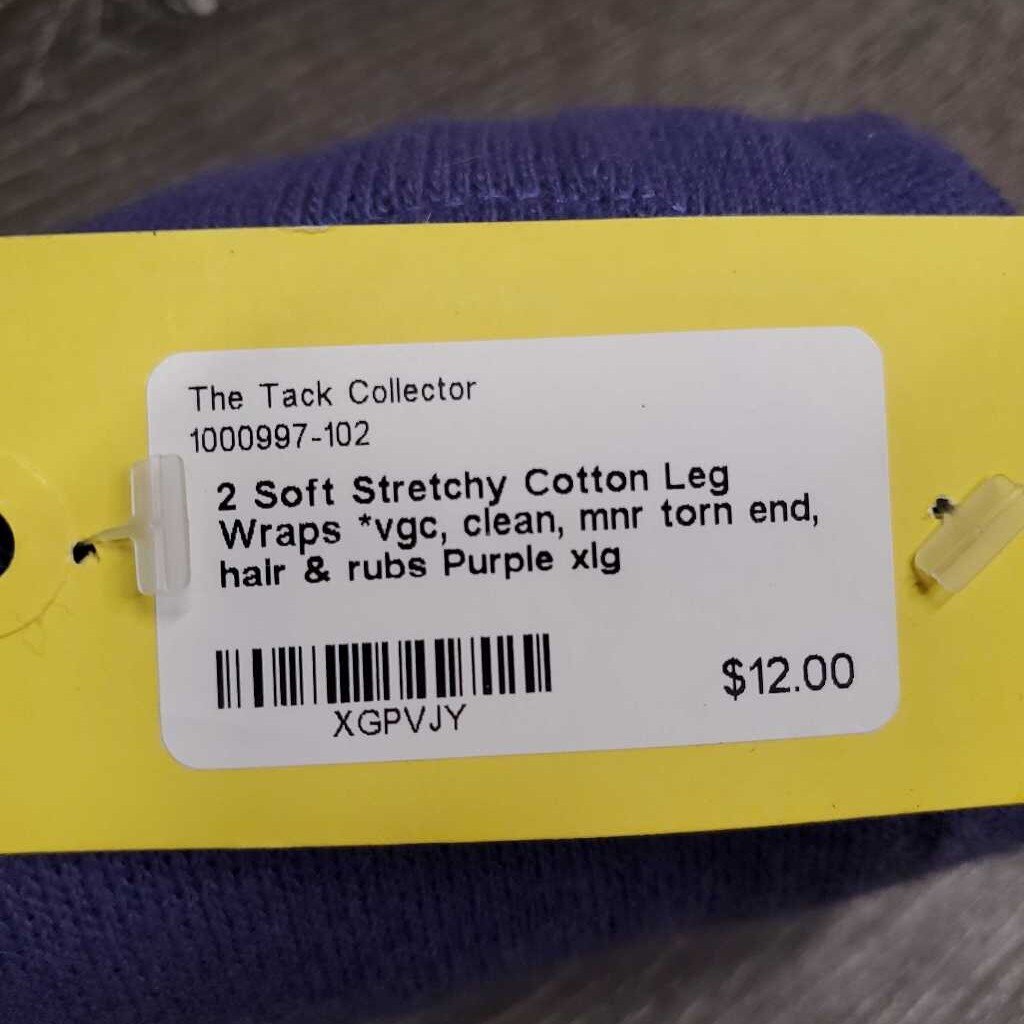 The Tack Collector
1000997-102
2 Soft Stretchy Cotton Leg
Wraps *vgc, clean, mnr torn end,
hair & rubs Purple xlg
XGPVJY
$12.00